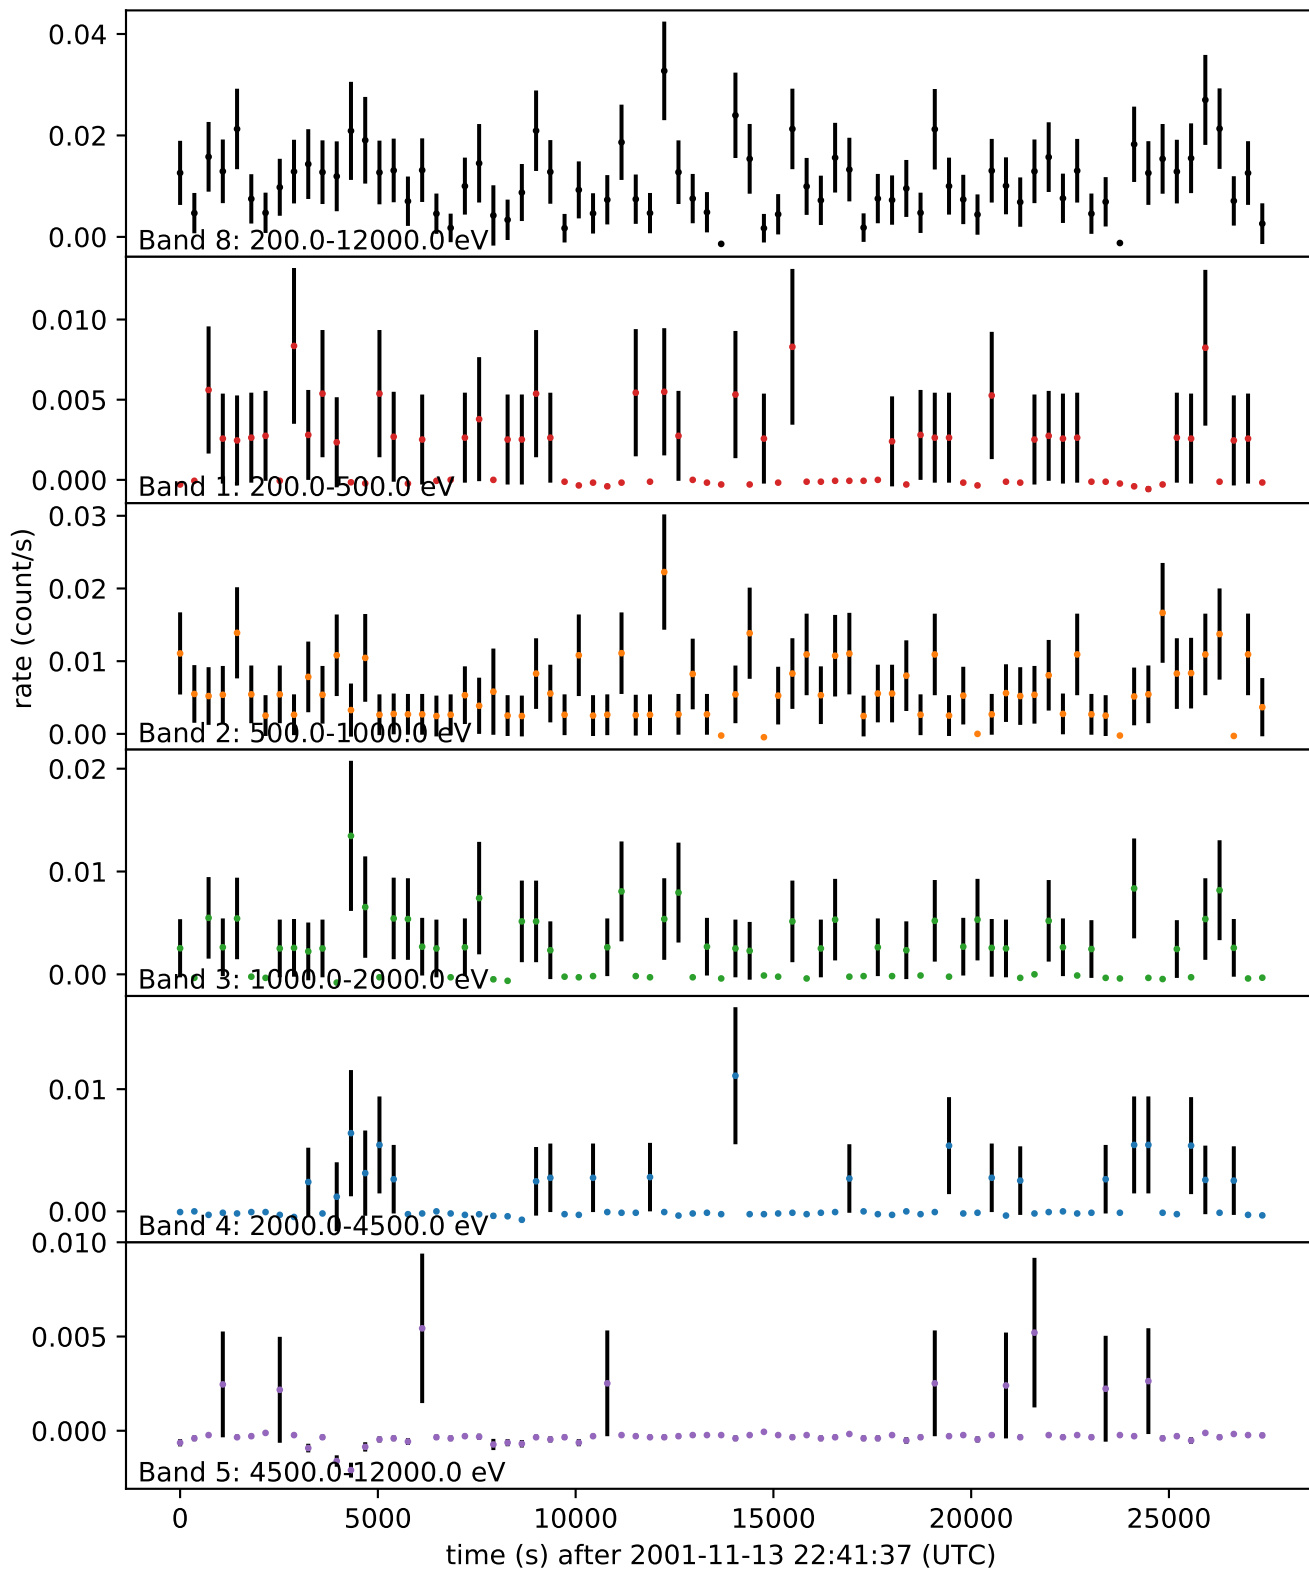 0.04
0.02
0.00
Band 8: 200.0-12000.0 eV
0.010
0.005
0.000
Band 1: 200.0-500.0 eV
0.03
0.02
0.01
0.00
Band 2: 500.0-1000.0 eV
rate (count/s)
0.02
0.01
0.00
Band 3: 1000.0-2000.0 eV
0.01
0.00
Band 4: 2000.0-4500.0 eV
0.010
0.005
0.000
Band 5: 4500.0-12000.0 eV
0 5000 10000 15000 20000 25000
time (s) after 2001-11-13 22:41:37 (UTC)